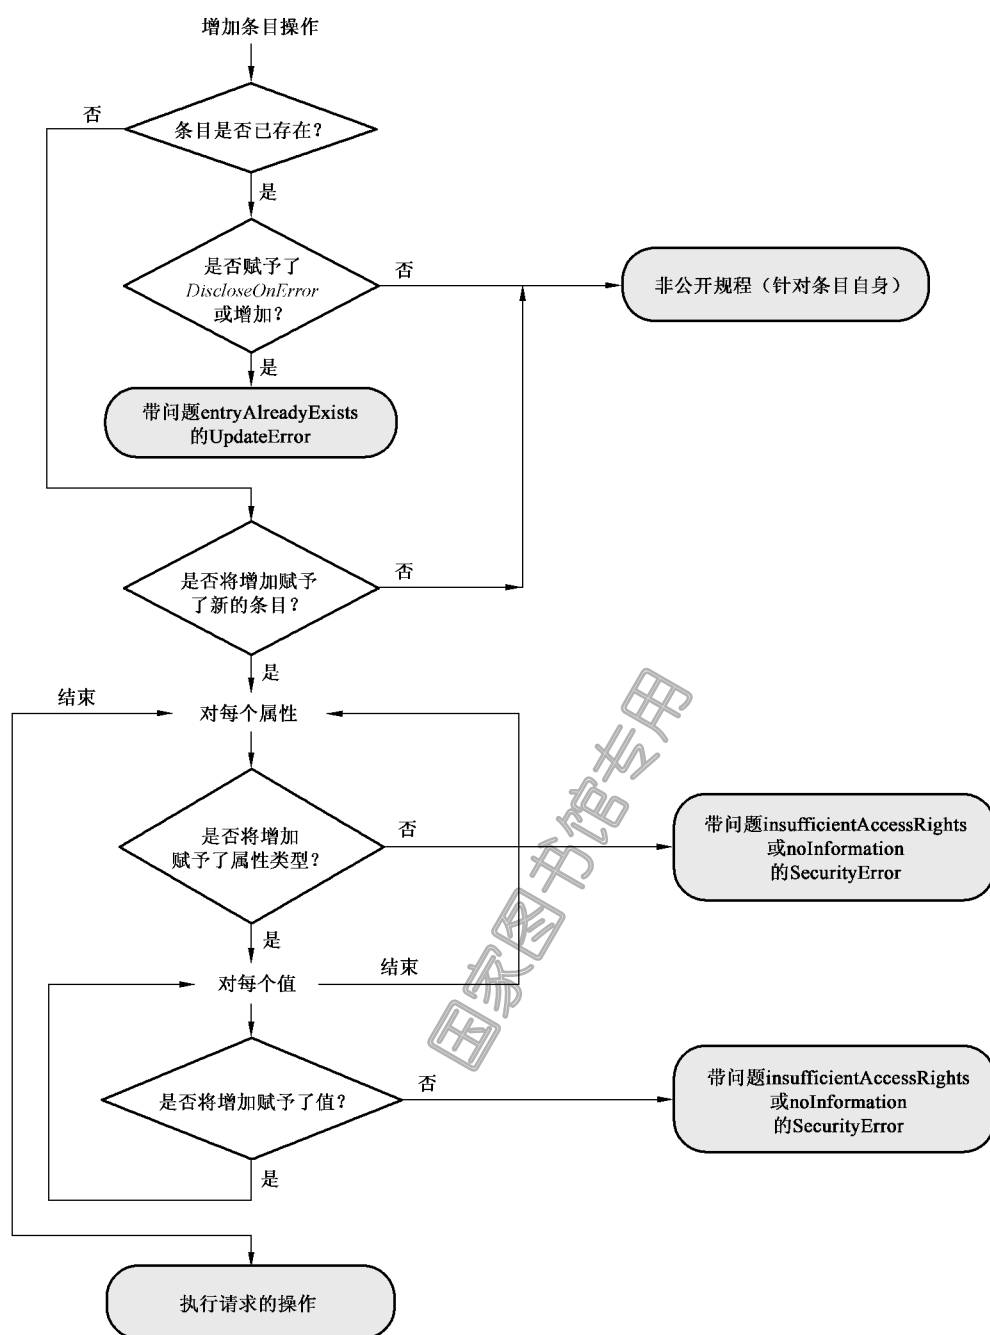 增加条目操作
否
条目是否已存在？
是
是否赋予了
DiscloseOnError
或增加？
否
非公开规程（针对条目自身）
是
带问题entryAlreadyExists
的UpdateError
是否将增加赋予
了新的条目？
否
是
结束
对每个属性
是否将增加
赋予了属性类型？
否
带问题insufficientAccessRights
或noInformation
的SecurityError
是
对每个值
结束
是否将增加赋予了值？
否
带问题insufficientAccessRights
或noInformation
的SecurityError
是
执行请求的操作
国家图书馆专用